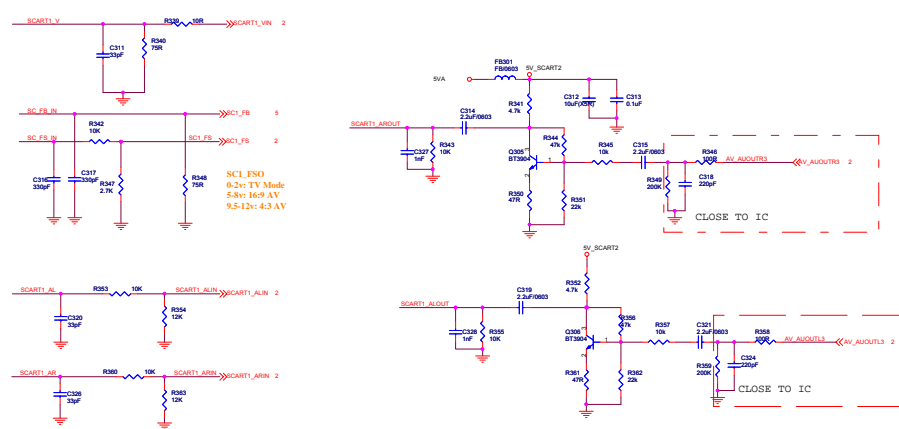 SCART1_V
R339 10R
SCART1_VIN 2
C311
33pF
R340
75R
SC_FB_IN
SC1_FB 5
SC_FS_IN
R342
10K
SC1_FS
SC1_FS 2
C316
330pF
C317
330pF
R347
2.7K
R348
75R
SC1_FSO
0-2v: TV Mode
5-8v: 16:9 AV
9.5-12v: 4:3 AV
SCART1_AL
R353 10K
SCART1_ALIN
SCART1_ALIN 2
C320
33pF
R354
12K
SCART1_AR
R360 10K
SCART1_ARIN
SCART1_ARIN 2
C326
33pF
R363
12K
5VA
FB301
FB/0603
5V_SCART2
R341
4.7k
C312
10uF(X5R)
C313
0.1uF
SCART1_AROUT
C314
2.2uF/0603
C327
1nF
R343
10K
R344
47k
Q305
BT3904
3
1
2
R345
10k
C315
2.2uF/0603
R346
100R
AV_AUOUTR3
AV_AUOUTR3 2
R349
200K
C318
220pF
R350
47R
R351
22k
CLOSE TO IC
5V_SCART2
R352
4.7k
SCART1_ALOUT
C319
2.2uF/0603
C328
1nF
R355
10K
R356
47k
Q306
BT3904
3
1
2
R357
10k
C321
2.2uF/0603
R358
100R
AV_AUOUTL3
AV_AUOUTL3 2
R359
200K
C324
220pF
R361
47R
R362
22k
CLOSE TO IC